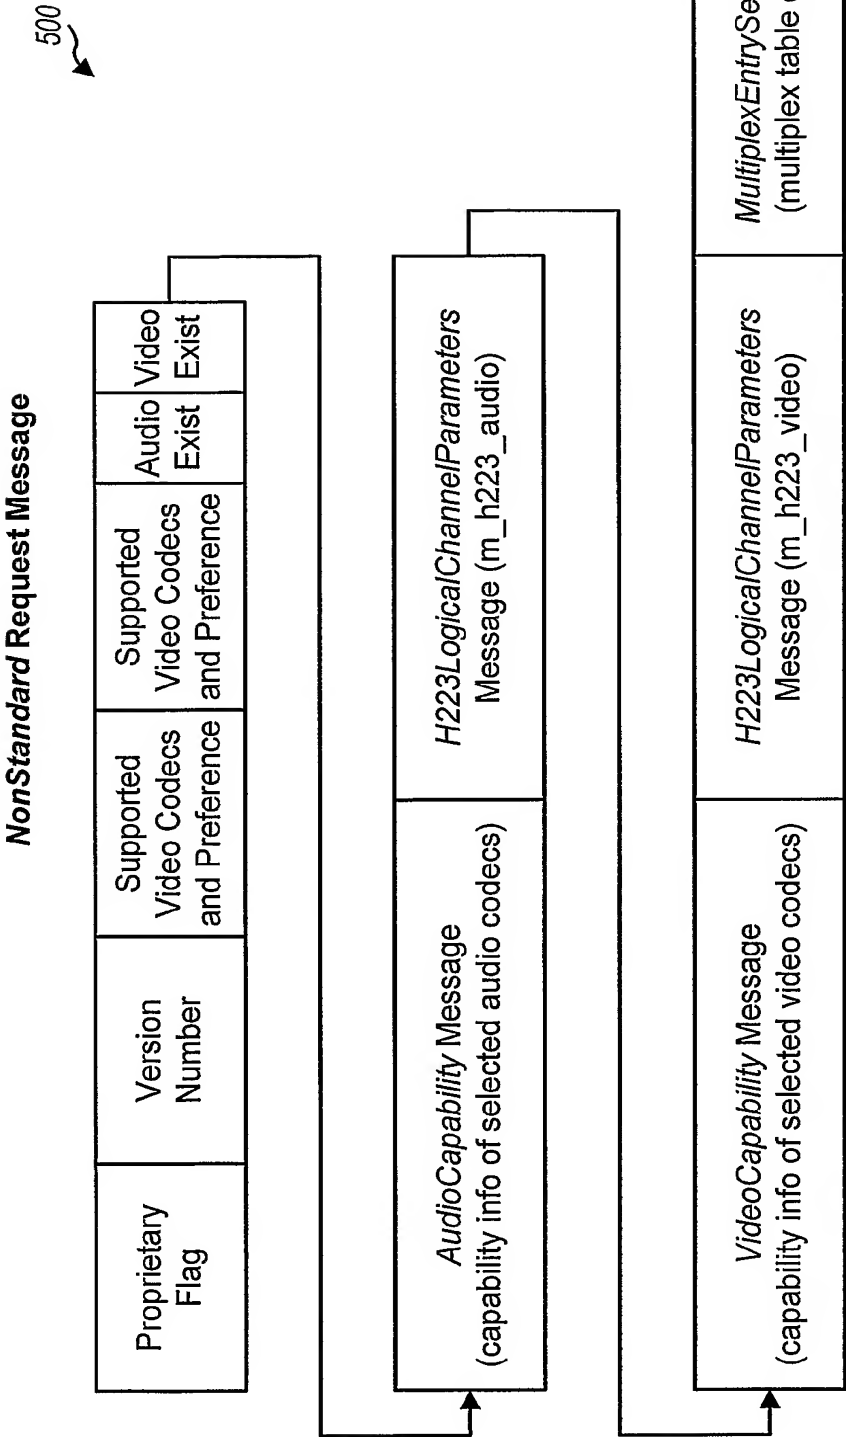 500
NonStandard Request Message
Proprietary
Flag
Version
Number
Supported
Video Codecs
and Preference
Supported
Video Codecs
and Preference
Audio
Exist
Video
Exist
AudioCapability Message
(capability info of selected audio codecs)
H223LogicalChannelParameters
Message (m_h223_audio)
VideoCapability Message
(capability info of selected video codecs)
H223LogicalChannelParameters
Message (m_h223_video)
(multiplex table